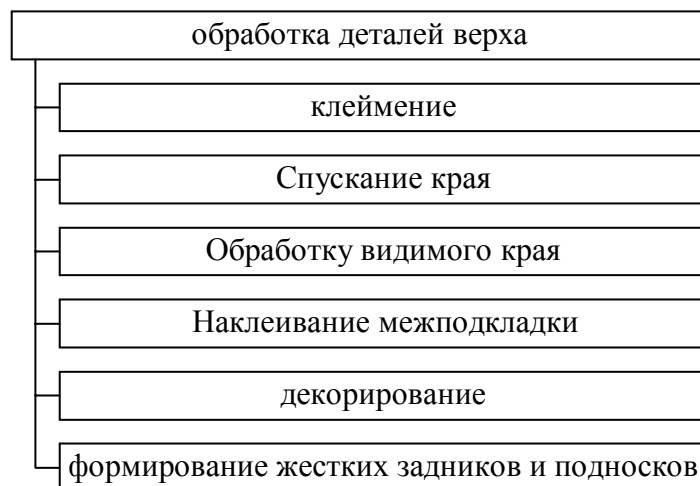 обработка деталей верха
клеймение
Спускание края
Обработку видимого края
Наклеивание межподкладки
декорирование
формирование жестких задников и подносков